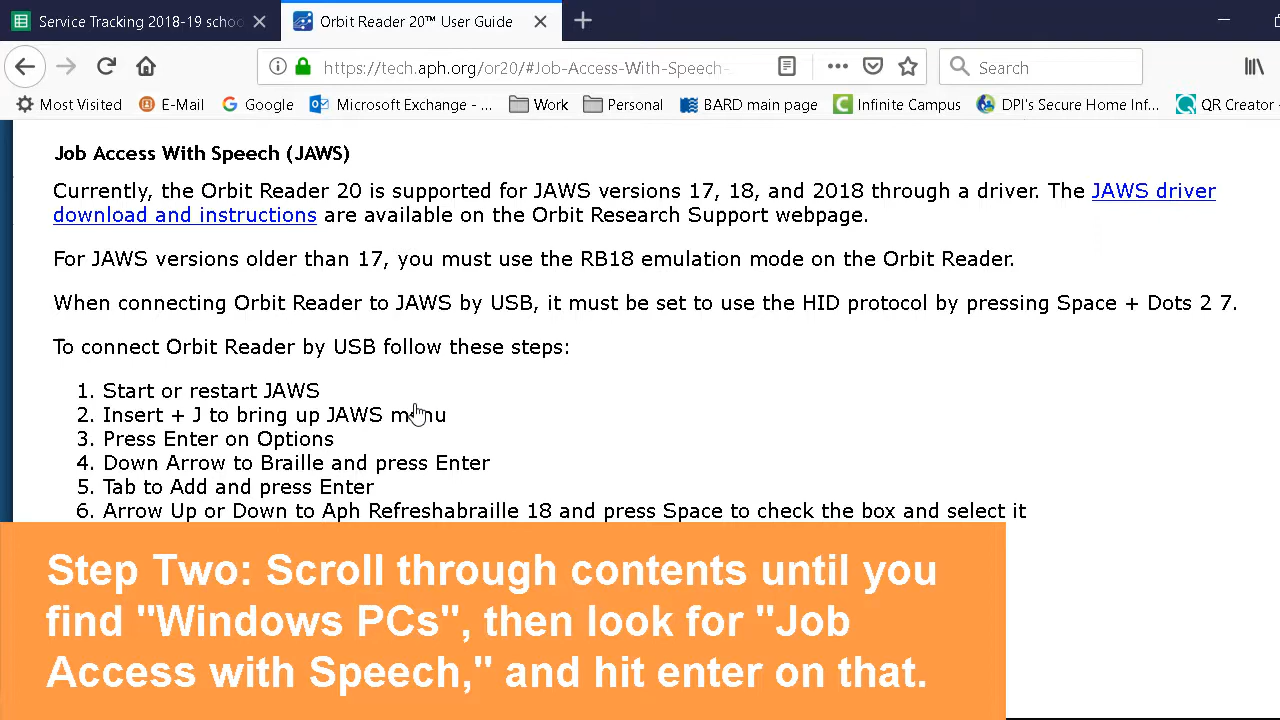 Service Tracking 2018-19 schoo
Orbit Reader 20™ User Guide
https://tech.aph.org/or20/#Job-Access-With-Speech-
Search
Most Visited
E-Mail
Google
Microsoft Exchange - ...
Work
Personal
BARD main page
Infinite Campus
DPI's Secure Home Inf...
QR Creator
Job Access With Speech (JAWS)
Currently, the Orbit Reader 20 is supported for JAWS versions 17, 18, and 2018 through a driver. The JAWS driver
download and instructions are available on the Orbit Research Support webpage.
For JAWS versions older than 17, you must use the RB18 emulation mode on the Orbit Reader.
When connecting Orbit Reader to JAWS by USB, it must be set to use the HID protocol by pressing Space + Dots 2 7.
To connect Orbit Reader by USB follow these steps:
1. Start or restart JAWS
2. Insert + J to bring up JAWS menu
3. Press Enter on Options
4. Down Arrow to Braille and press Enter
5. Tab to Add and press Enter
6. Arrow Up or Down to Aph Refreshabraille 18 and press Space to check the box and select it
Step Two: Scroll through contents until you
find "Windows PCs", then look for "Job
Access with Speech," and hit enter on that.